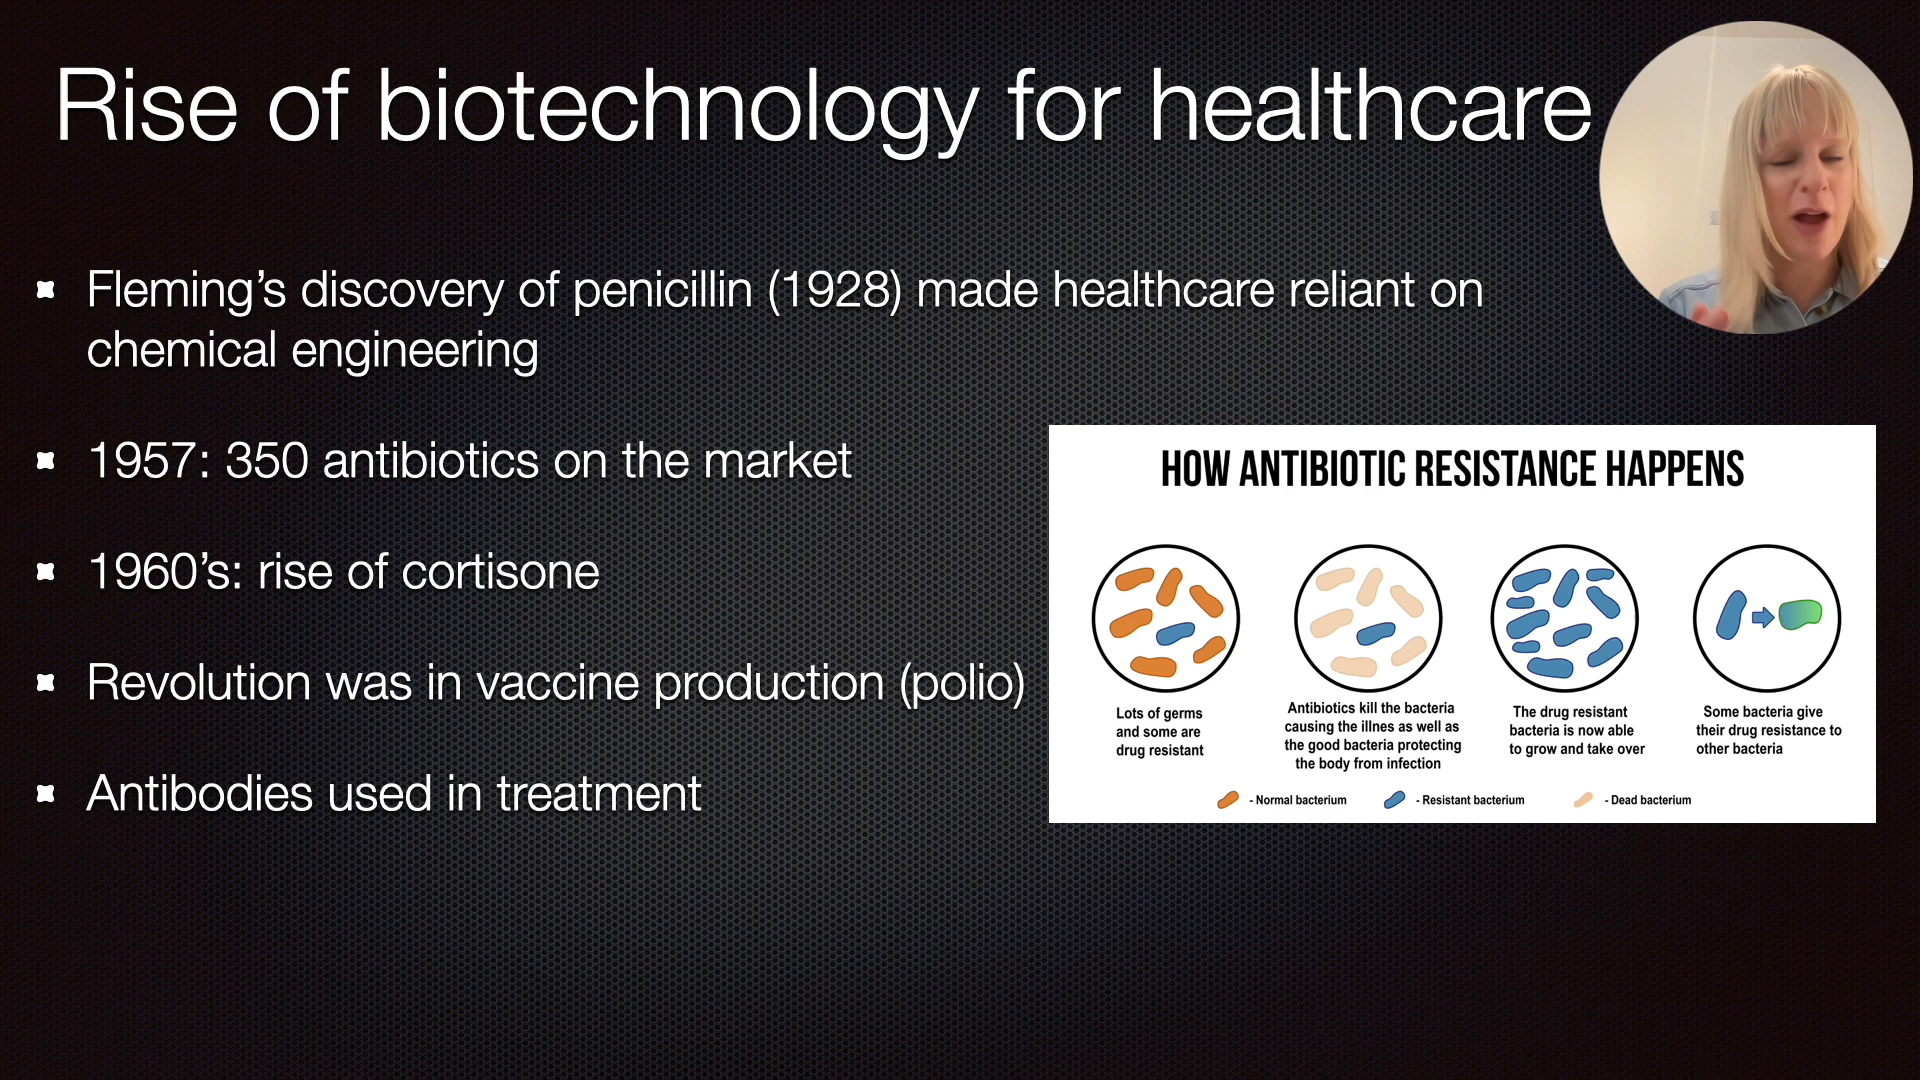 Rise of biotechnology for healthcare
Fleming’s discovery of penicillin (1928) made healthcare reliant on
chemical engineering
1957: 350 antibiotics on the market
1960’s: rise of cortisone
Revolution was in vaccine production (polio)
Antibodies used in treatment
HOW ANTIBIOTIC RESISTANCE HAPPENS
Lots of germs
and some are
drug resistant
Antibiotics kill the bacteria
causing the illnes as well as
the good bacteria protecting
the body from infection
The drug resistant
bacteria is now able
to grow and take over
Some bacteria give
their drug resistance to
other bacteria
- Normal bacterium
- Resistant bacterium
- Dead bacterium